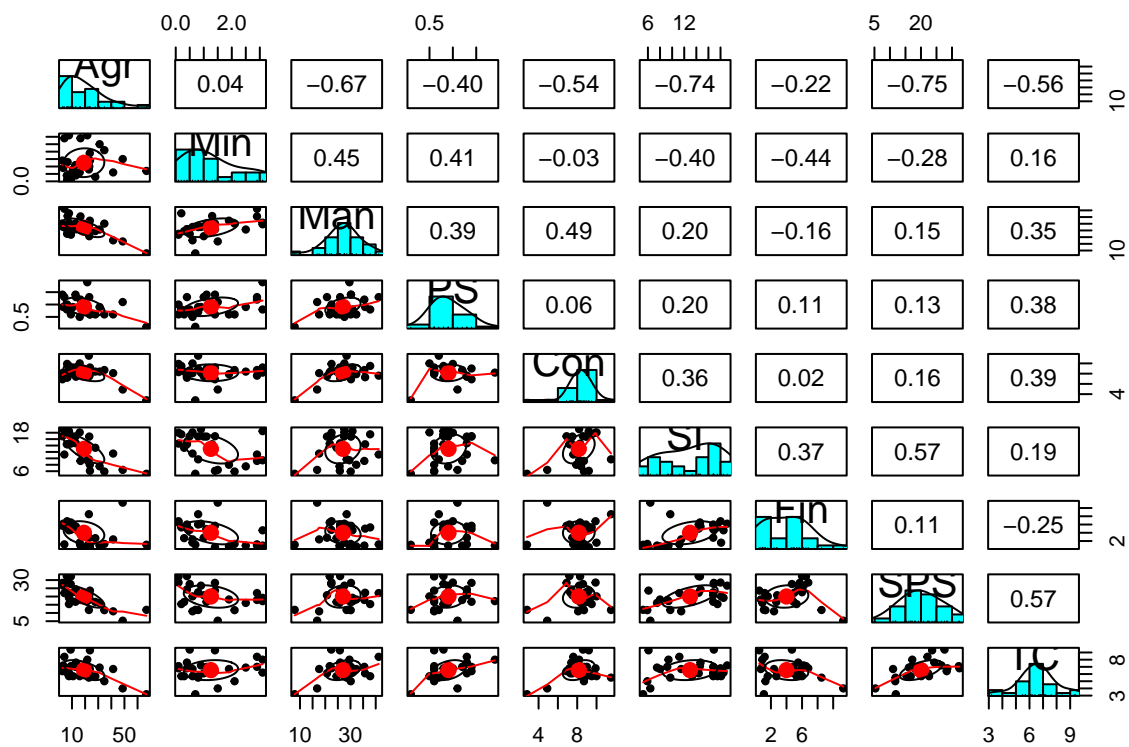 0.0 2.0 0.5 6 12 5 20
Agr 0.04 −0.67 −0.40 −0.54 −0.74 −0.22 −0.75 −0.56 10
0.0 Min 0.45 0.41 −0.03 −0.40 −0.44 −0.28 0.16
Man 0.39 0.49 0.20 −0.16 0.15 0.35 10
0.5 PS 0.06 0.20 0.11 0.13 0.38
Con 0.36 0.02 0.16 0.39 4
6 18 SI 0.37 0.57 0.19
Fin 0.11 −0.25 2
5 30 SPS 0.57
TC 3 8
10 50 10 30 4 8 2 6 3 6 9